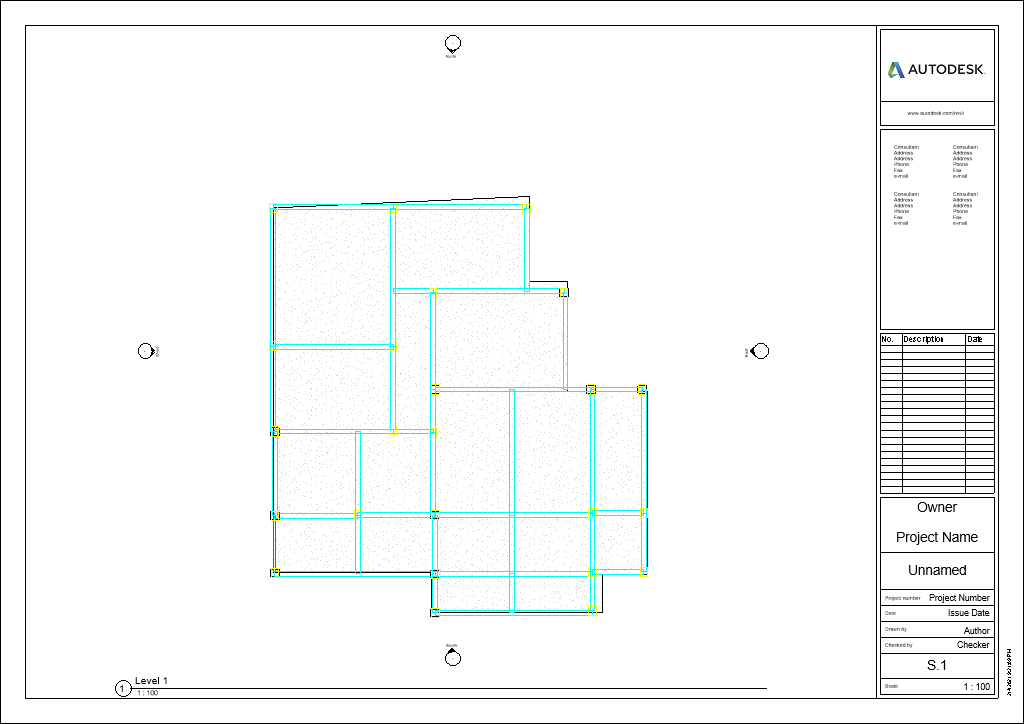 North
AUTODESK.
www.autodesk.com/revit
Consultant
Address
Address
Phone
Fax
e-mail
Consultant
Address
Address
Phone
Fax
e-mail
Consultant
Address
Address
Phone
Fax
e-mail
Consultant
Address
Address
Phone
Fax
e-mail
No. Description Date
West
East
South
Owner
Project Name
Unnamed
Project number Project Number
Date Issue Date
Drawn by Author
Checked by Checker
S.1
Scale 1 : 100
1 Level 1
1 : 100